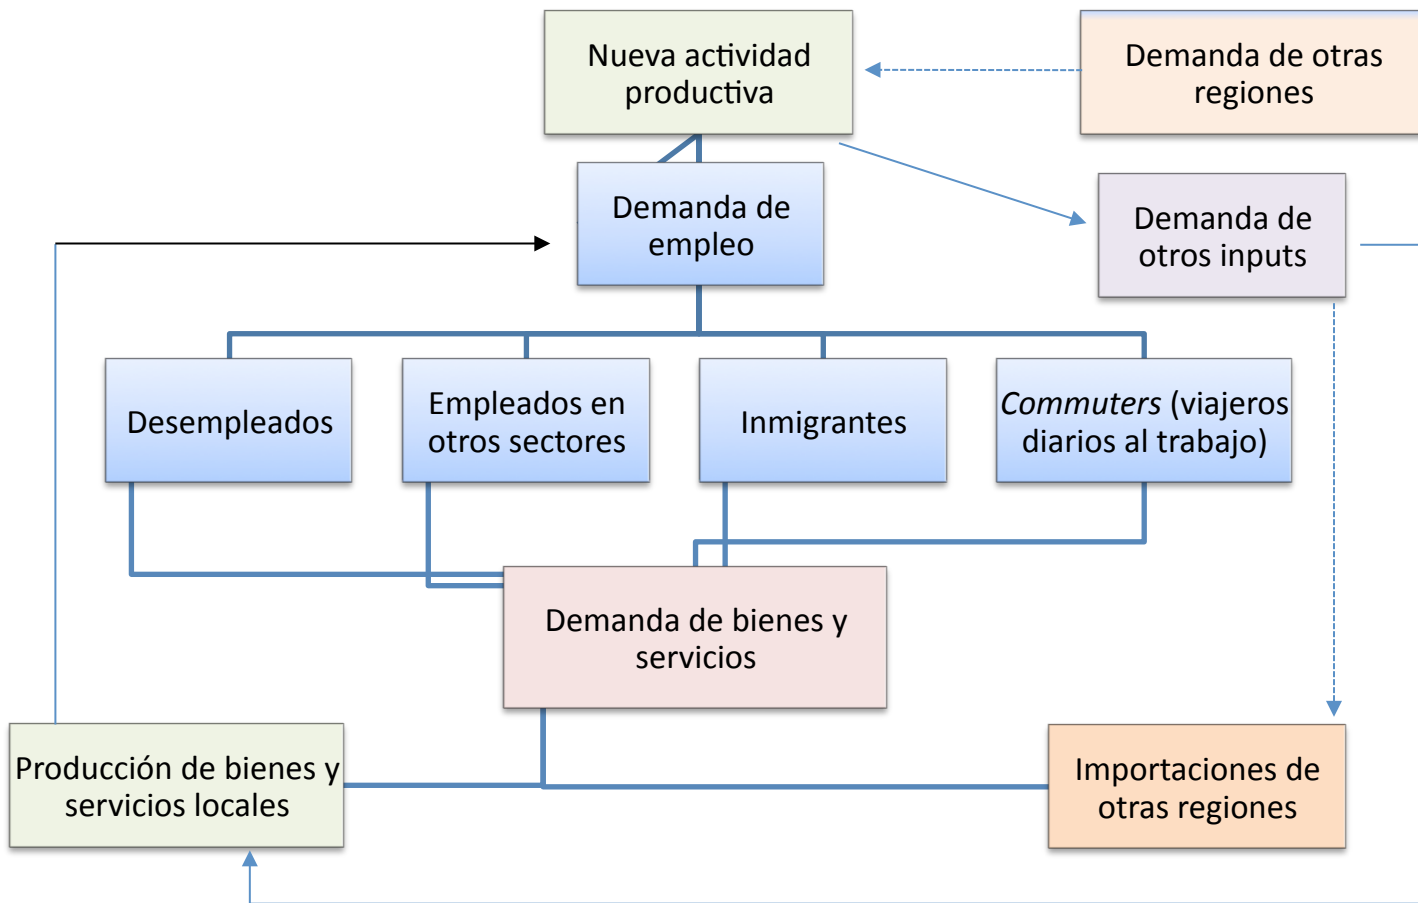 Nueva actividad
productiva
Demanda de otras
regiones
Demanda de
empleo
Demanda de
otros inputs
Desempleados
Empleados en
otros sectores
Inmigrantes
Commuters (viajeros
diarios al trabajo)
Demanda de bienes y
servicios
Producción de bienes y
servicios locales
Importaciones de
otras regiones